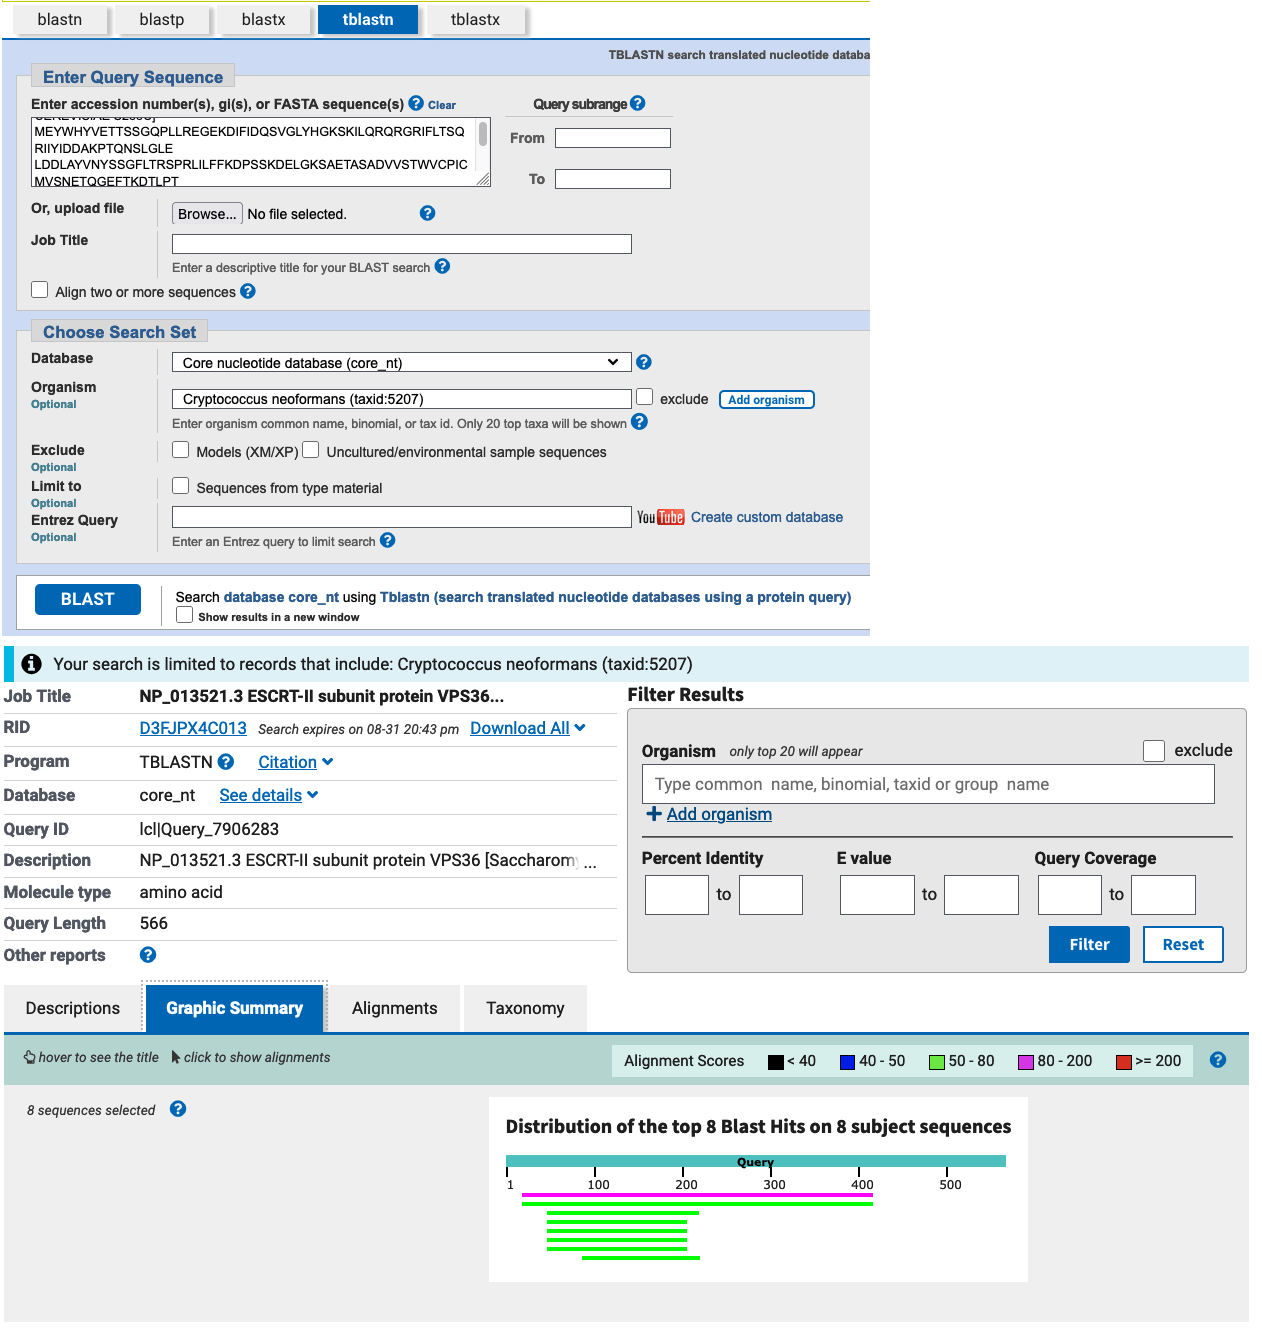 blastn blastp blastx tblastn tblastx
TBLASTN search translated nucleotide databa
Enter Query Sequence
Enter accession number(s), gi(s), or FASTA sequence(s) Clear
Query subrange
MEYWHYVETTSSGQPLLREGEKDIFIDQSVGLYHGKSKILQRQRGRIFLTSQ
RIIYIDDAKPTQNSLGLE
LDDLAYVNYSSGFLTRSPRLILFFKDPSSKDELGKSAETASADVVSTWVCPIC
MVSNETQGEFTKDTLPT
From
To
Or, upload file
Browse... No file selected.
Job Title
Enter a descriptive title for your BLAST search
Align two or more sequences
Choose Search Set
Database
Core nucleotide database (core_nt)
Organism
Optional
Cryptococcus neoformans (taxid:5207)
exclude
Add organism
Enter organism common name, binomial, or tax id. Only 20 top taxa will be shown
Exclude
Optional
Models (XM/XP) Uncultured/environmental sample sequences
Limit to
Optional
Sequences from type material
Entrez Query
Optional
YouTube Create custom database
Enter an Entrez query to limit search
BLAST
Search database core_nt using Tblastn (search translated nucleotide databases using a protein query)
Show results in a new window
Your search is limited to records that include: Cryptococcus neoformans (taxid:5207)
Job Title NP_013521.3 ESCRT-II subunit protein VPS36...
RID D3FJPX4C013 Search expires on 08-31 20:43 pm Download All
Program TBLASTN Citation
Database core_nt See details
Query ID lcl|Query_7906283
Description NP_013521.3 ESCRT-II subunit protein VPS36 [Saccharomy ...
Molecule type amino acid
Query Length 566
Other reports
Filter Results
Organism only top 20 will appear
exclude
Type common name, binomial, taxid or group name
Add organism
Percent Identity E value Query Coverage
to to to
Filter Reset
Descriptions Graphic Summary Alignments Taxonomy
hover to see the title click to show alignments
Alignment Scores < 40 40 - 50 50 - 80 80 - 200 >= 200
8 sequences selected
Distribution of the top 8 Blast Hits on 8 subject sequences
Query
1 100 200 300 400 500